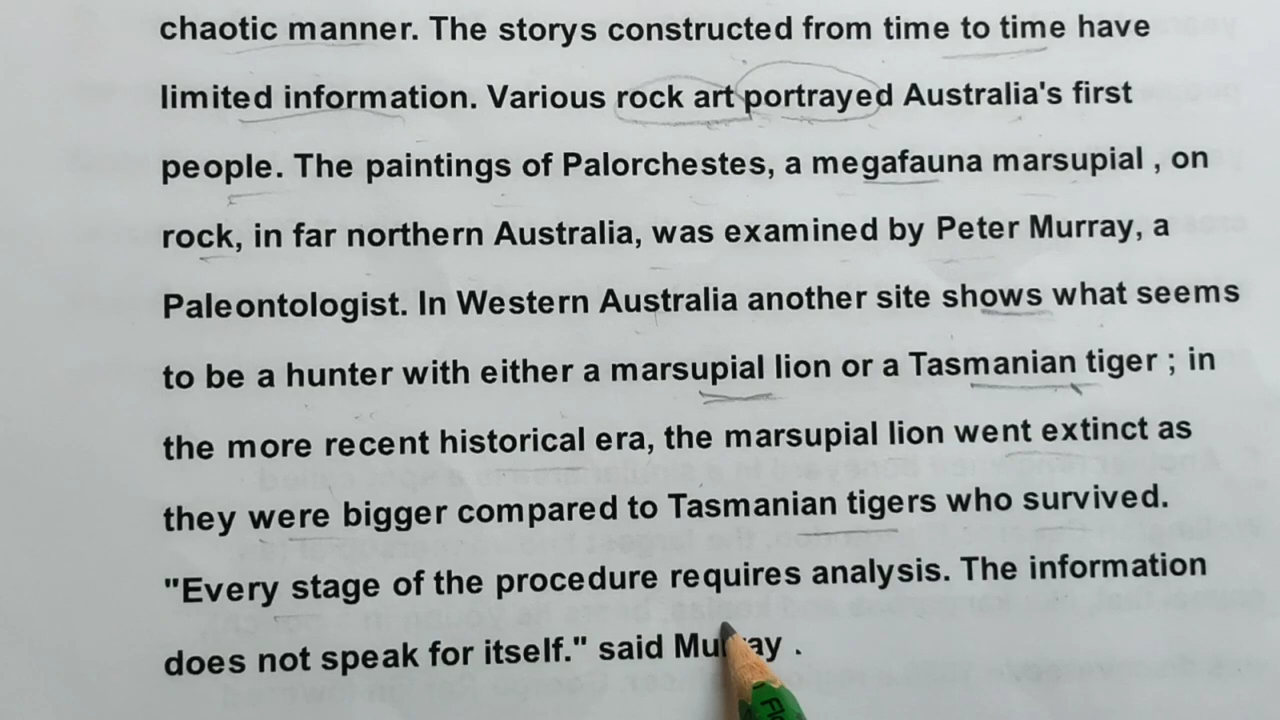 chaotic manner. The storys constructed from time to time have
limited information. Various rock art portrayed Australia's first
people. The paintings of Palorchestes, a megafauna marsupial , on
rock, in far northern Australia, was examined by Peter Murray, a
Paleontologist. In Western Australia another site shows what seems
to be a hunter with either a marsupial lion or a Tasmanian tiger ; in
the more recent historical era, the marsupial lion went extinct as
they were bigger compared to Tasmanian tigers who survived.
"Every stage of the procedure requires analysis. The information
does not speak for itself." said Murray .